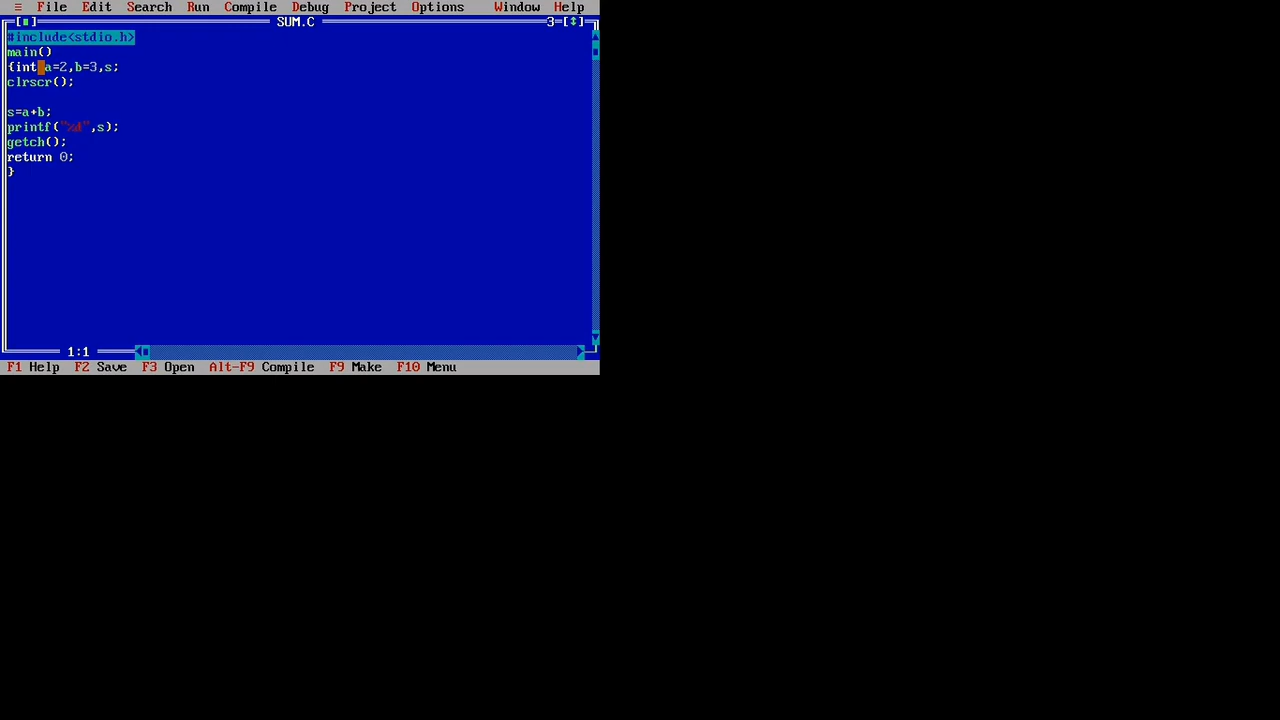 ≡ File Edit Search Run Compile Debug Project Options Window Help
[■] SUM.C 3=[↕]
#include<stdio.h>
main()
{int a=2,b=3,s;
clrscr();
s=a+b;
printf("%d",s);
getch();
return 0;
}
1:1
F1 Help F2 Save F3 Open Alt-F9 Compile F9 Make F10 Menu